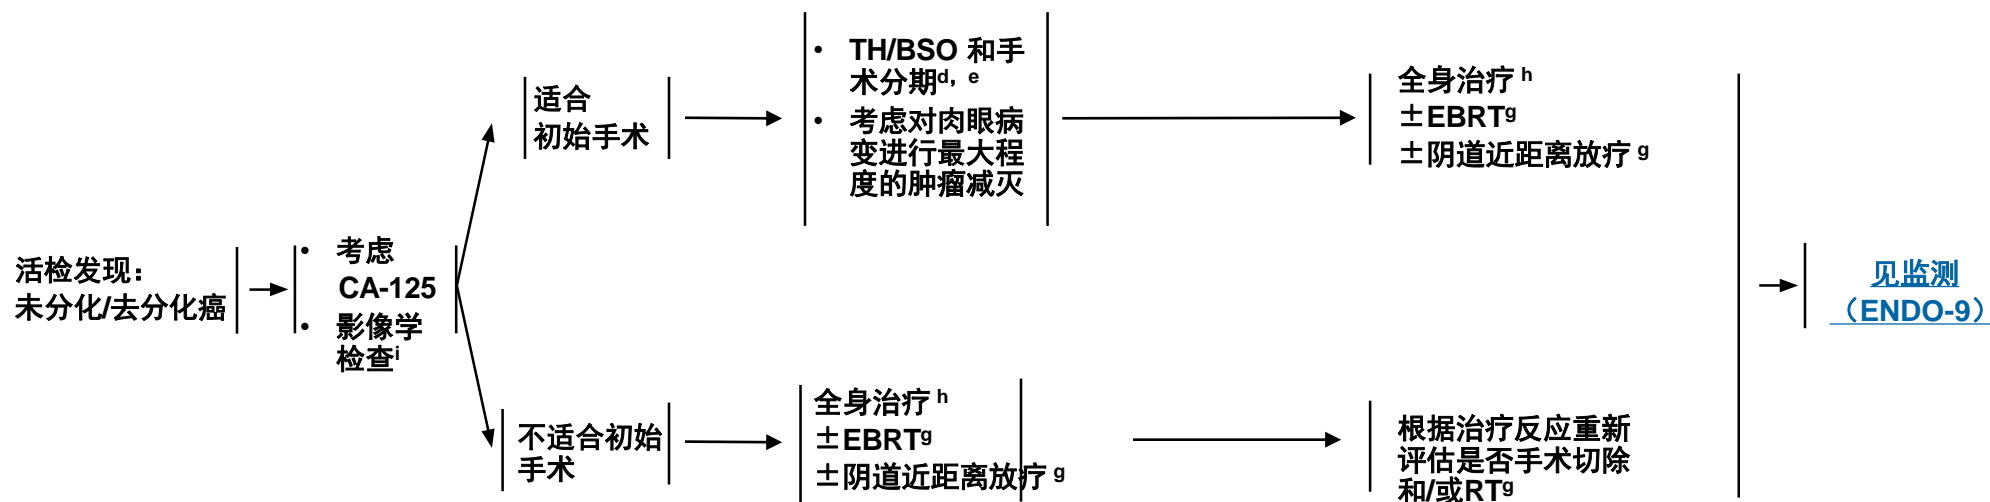 活检发现：
未分化/去分化癌
• 考虑
CA-125
• 影像学
检查i
适合
初始手术
• TH/BSO 和手
术分期d，e
• 考虑对肉眼病
变进行最大程
度的肿瘤减灭
全身治疗 h
±EBRTg
±阴道近距离放疗 g
不适合初始
手术
全身治疗 h
±EBRTg
±阴道近距离放疗 g
根据治疗反应重新
评估是否手术切除
和/或RTg
见监测
（ENDO-9）